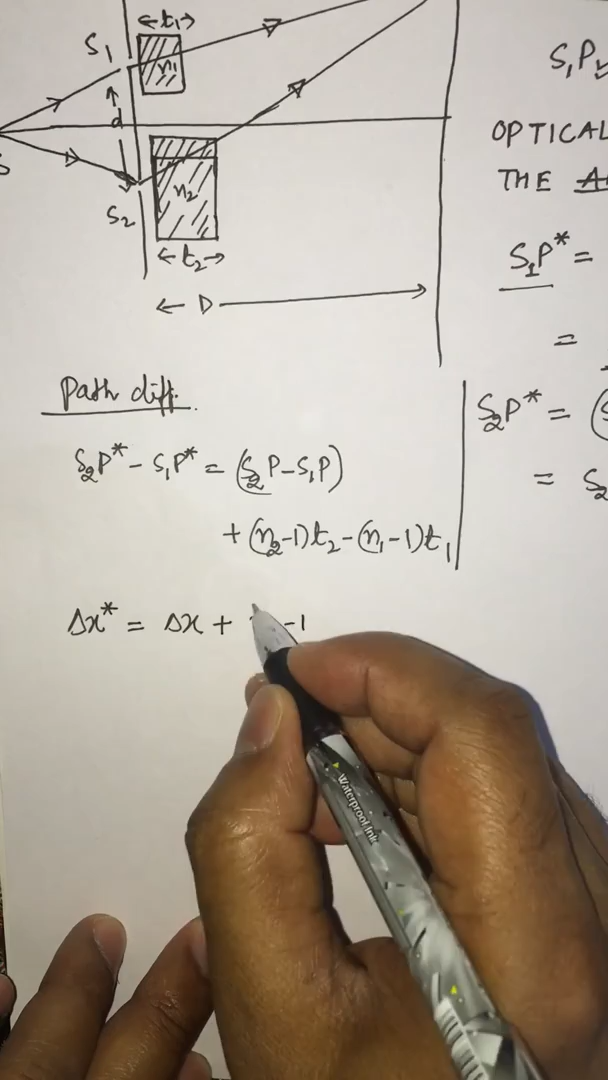 ← t₁ →
S₁
n₁
S₁P
d
OPTICAL
S
THE
n₂
S₂
S₁P* =
← t₂ →
← D →
=
Path diff.
S₂P* = (S
S₂P* - S₁P* = (S₂P - S₁P)
= S₂
+ (n₂-1)t₂ - (n₁-1)t₁
Δx* = Δx + -1
Waterproof Ink